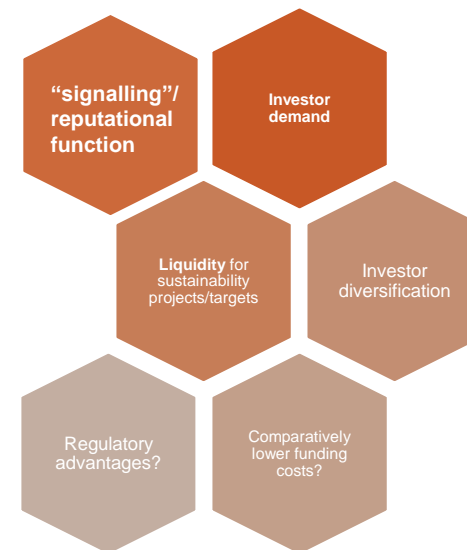 “signalling”/
reputational
function
Investor
demand
Liquidity for
sustainability
projects/targets
Investor
diversification
Regulatory
advantages?
Comparatively
lower funding
costs?